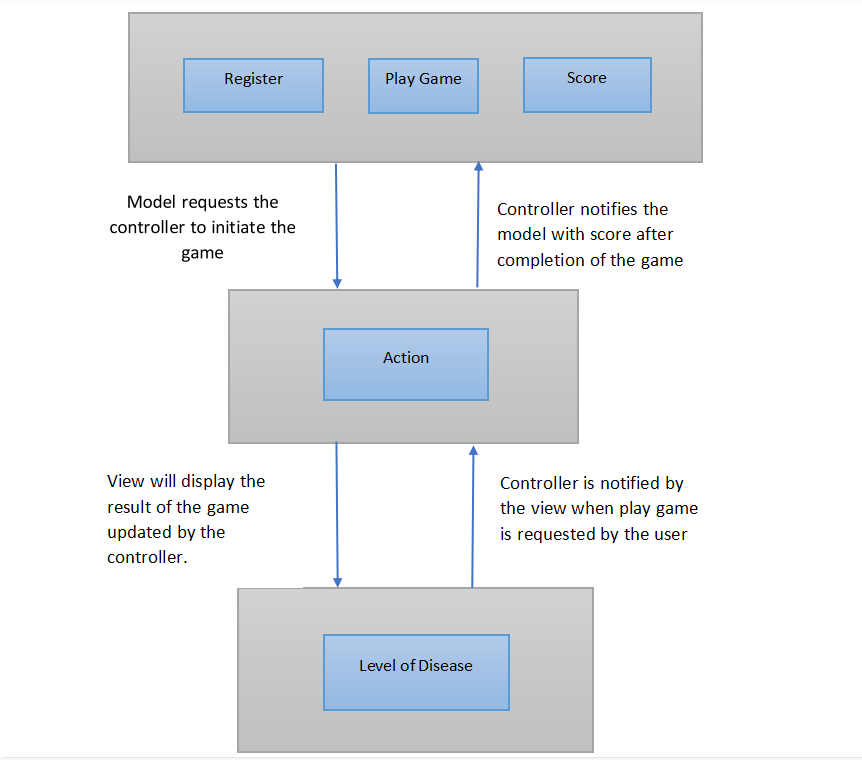 Register
Play Game
Score
Model requests the
controller to initiate the
game
Controller notifies the
model with score after
completion of the game
Action
View will display the
result of the game
updated by the
controller.
Controller is notified by
the view when play game
is requested by the user
Level of Disease